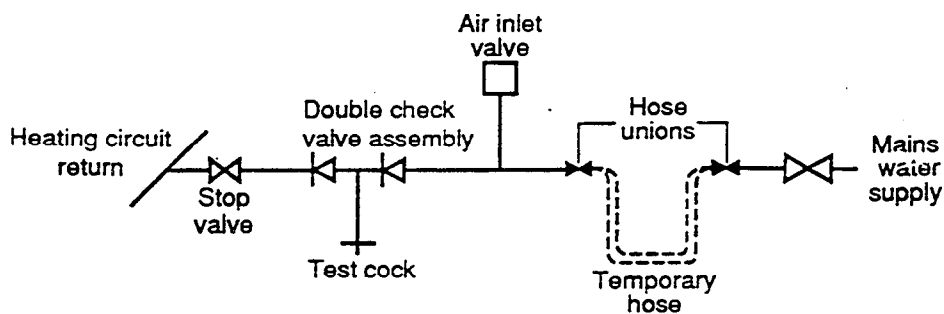 Air inlet
valve
Double check
valve assembly
Hose
unions
Heating circuit
return
Mains
water
supply
Stop
valve
Test cock
Temporary
hose